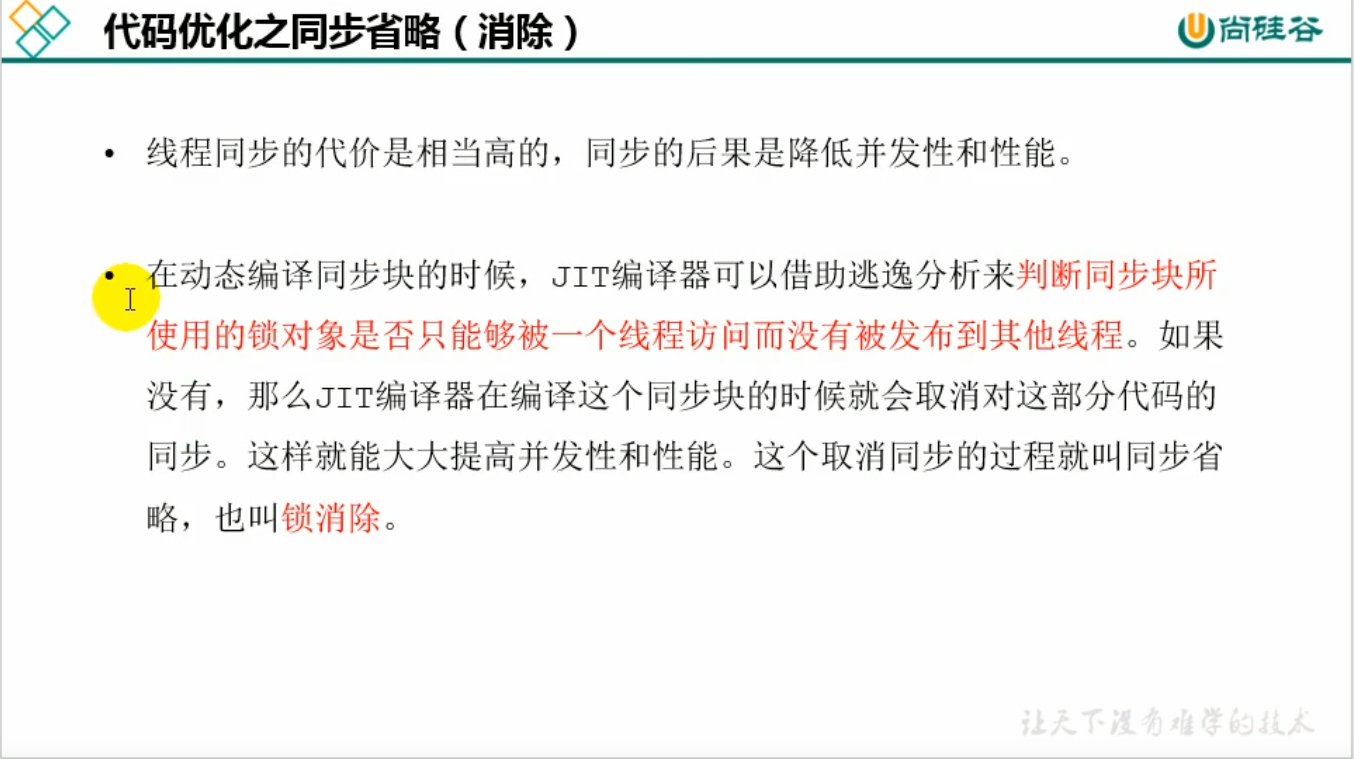 代码优化之同步省略（消除）
尚硅谷
• 线程同步的代价是相当高的，同步的后果是降低并发性和性能。
• 在动态编译同步块的时候，JIT编译器可以借助逃逸分析来判断同步块所
使用的锁对象是否只能够被一个线程访问而没有被发布到其他线程。如果
没有，那么JIT编译器在编译这个同步块的时候就会取消对这部分代码的
同步。这样就能大大提高并发性和性能。这个取消同步的过程就叫同步省
略，也叫锁消除。
让天下没有难学的技术